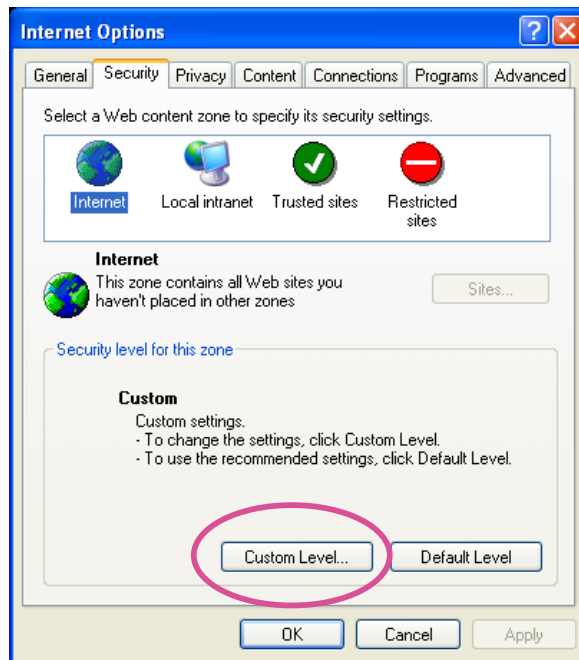 Internet Options
General Security Privacy Content Connections Programs Advanced
Select a Web content zone to specify its security settings.
Internet Local intranet Trusted sites Restricted
sites
Internet
This zone contains all Web sites you
haven't placed in other zones
Sites...
Security level for this zone
Custom
Custom settings.
- To change the settings, click Custom Level.
- To use the recommended settings, click Default Level.
Custom Level... Default Level
OK Cancel Apply